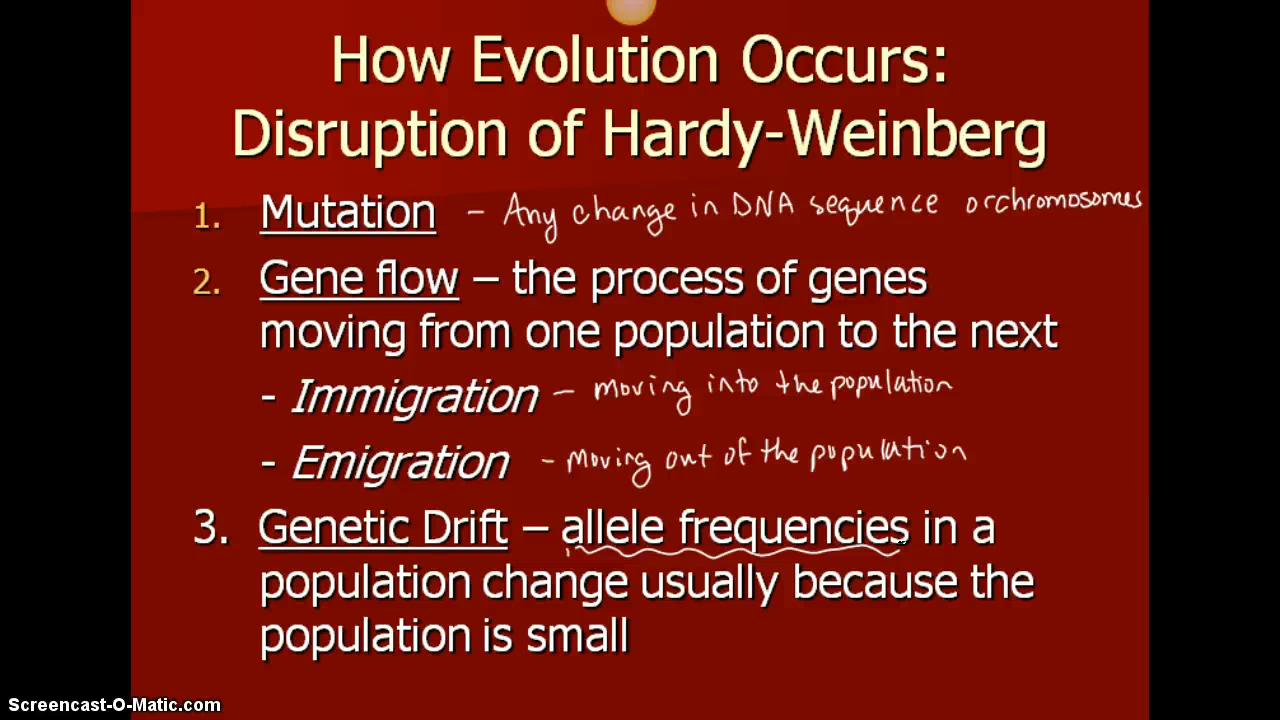 How Evolution Occurs:
Disruption of Hardy-Weinberg
1. Mutation - Any change in DNA sequence or chromosomes
2. Gene flow – the process of genes
moving from one population to the next
- Immigration - moving into the population
- Emigration - moving out of the population
3. Genetic Drift – allele frequencies in a
population change usually because the
population is small
Screencast-O-Matic.com